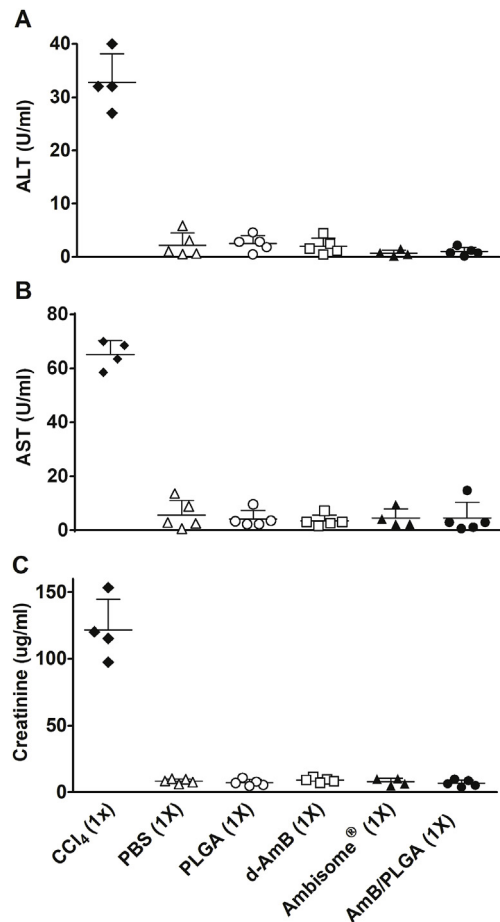 A
40
30
20
10
0
ALT (U/ml)
B
80
60
40
20
0
AST (U/ml)
C
150
100
50
0
Creatinine (ug/ml)
CCl₄ (1x)
PBS (1X)
PLGA (1X)
d-AmB (1X)
Ambisome® (1X)
AmB/PLGA (1X)